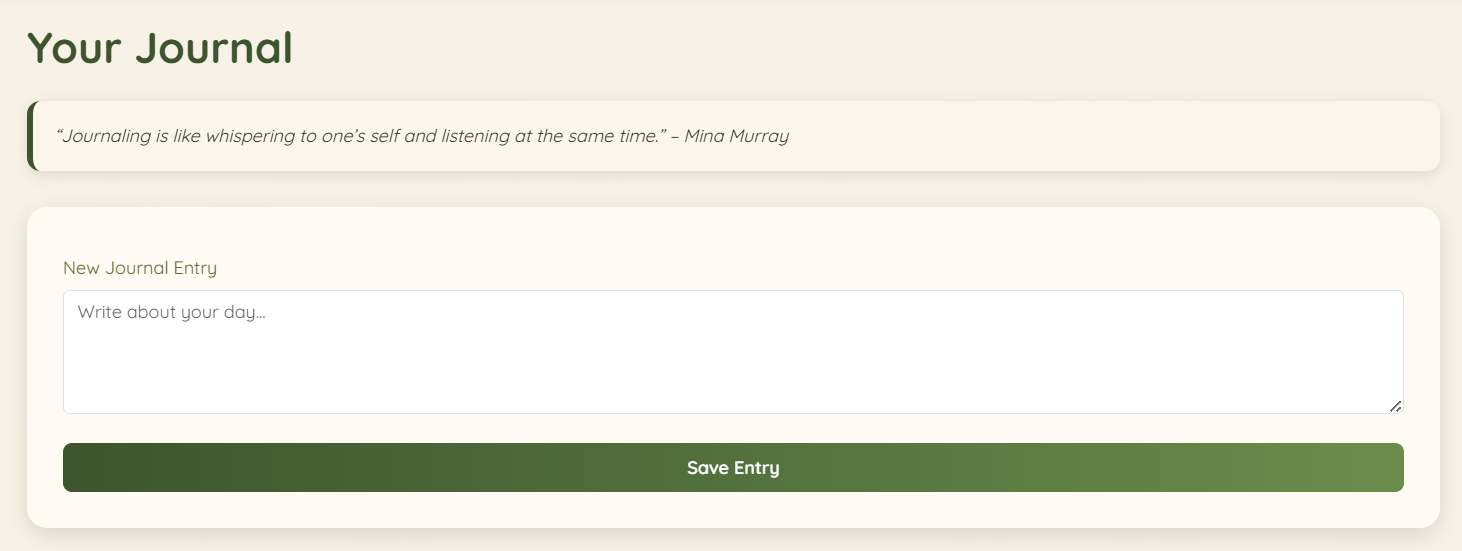 Your Journal
“Journaling is like whispering to one’s self and listening at the same time.” – Mina Murray
New Journal Entry
Write about your day...
Save Entry